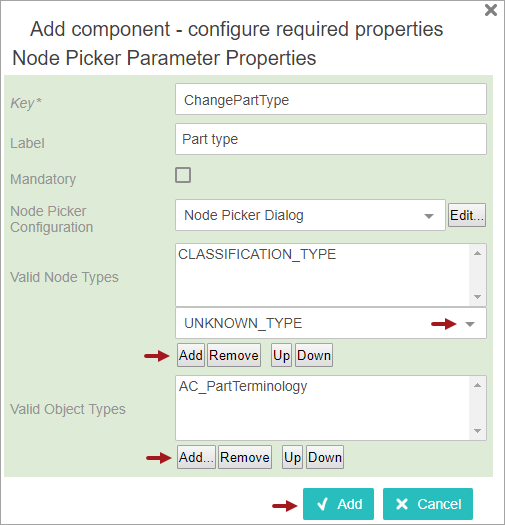 Add component - configure required properties
Node Picker Parameter Properties
Key* ChangePartType
Label Part type
Mandatory
Node Picker Configuration Node Picker Dialog Edit...
Valid Node Types CLASSIFICATION_TYPE
UNKNOWN_TYPE
Add Remove Up Down
Valid Object Types AC_PartTerminology
Add... Remove Up Down
Add Cancel